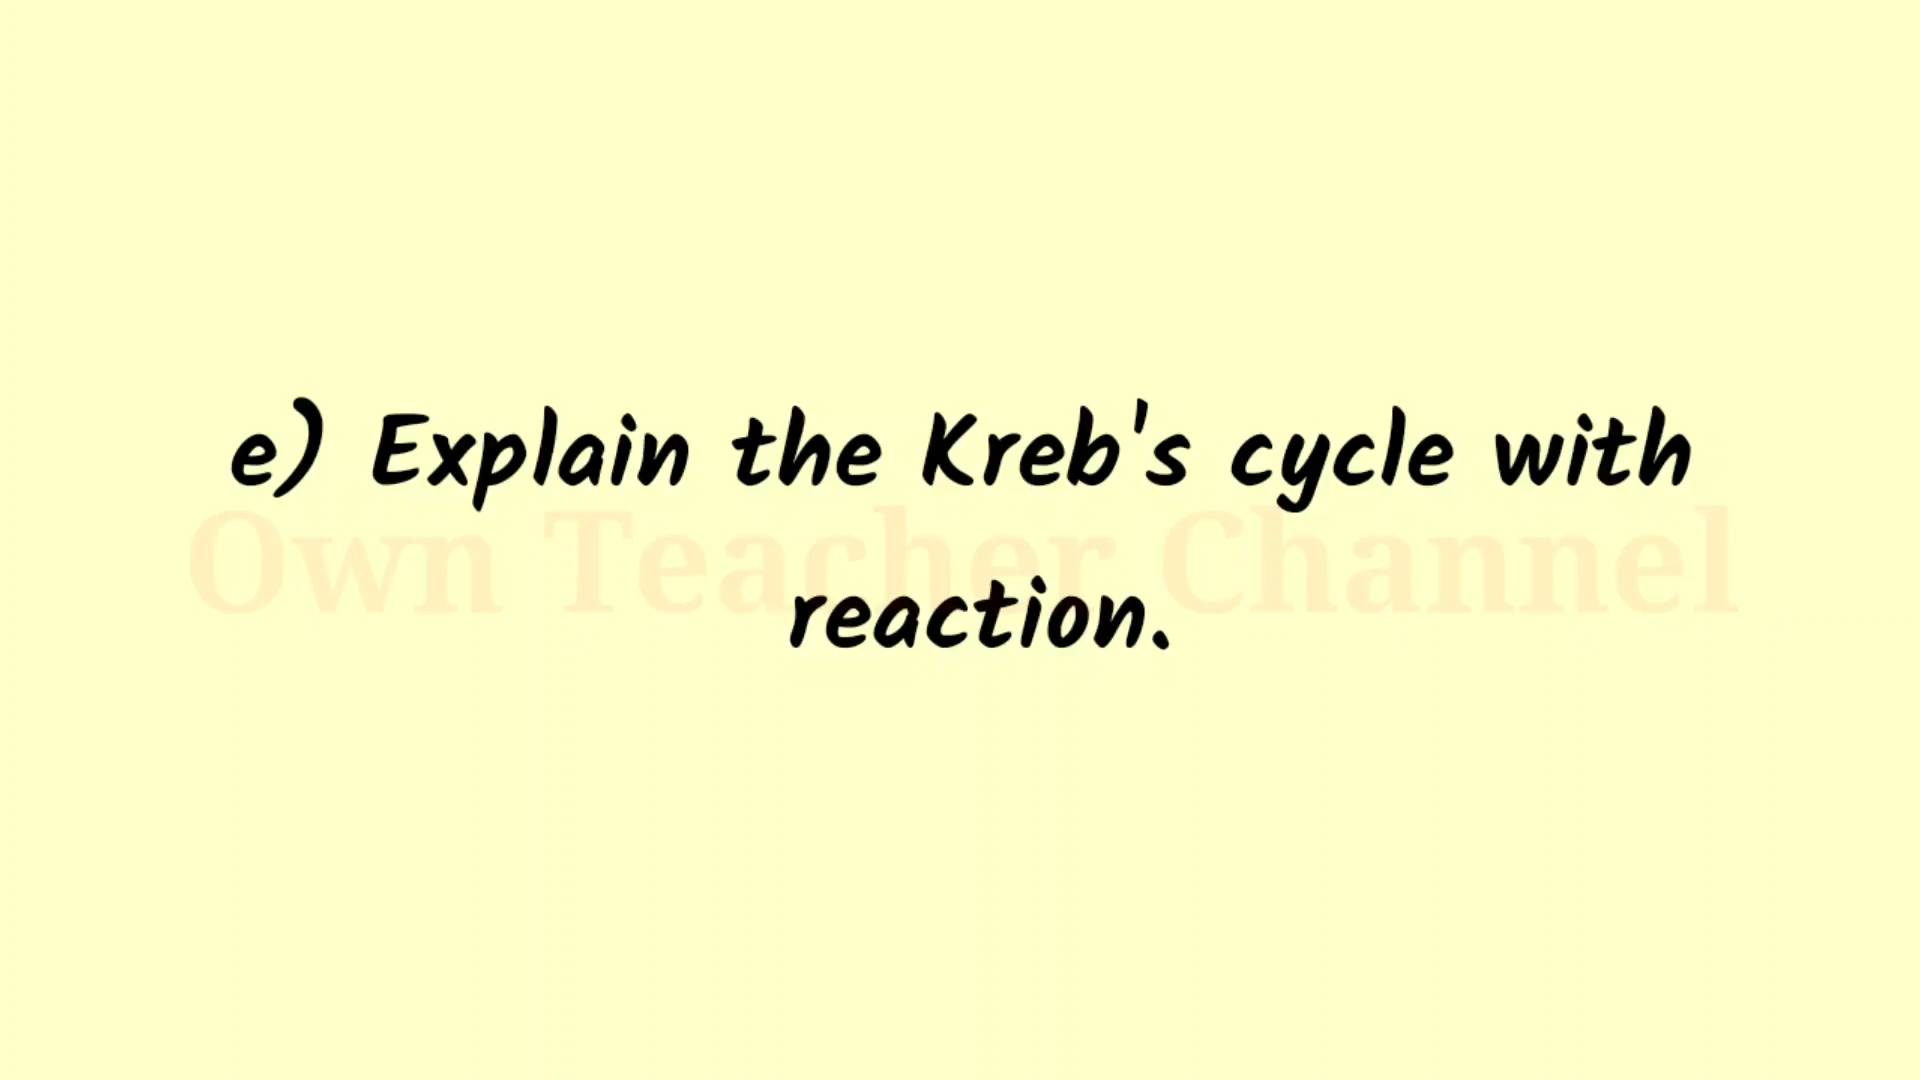 e) Explain the Kreb's cycle with
Own Teacher Channel
reaction.